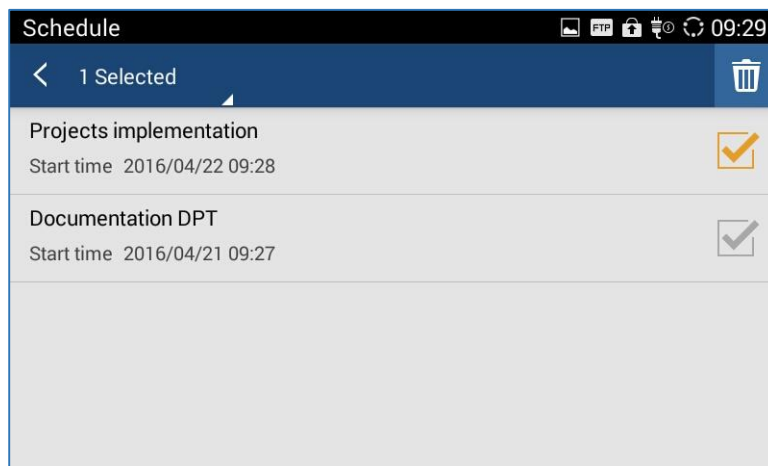 Schedule
FTP
09:29
1 Selected
Projects implementation
Start time 2016/04/22 09:28
Documentation DPT
Start time 2016/04/21 09:27